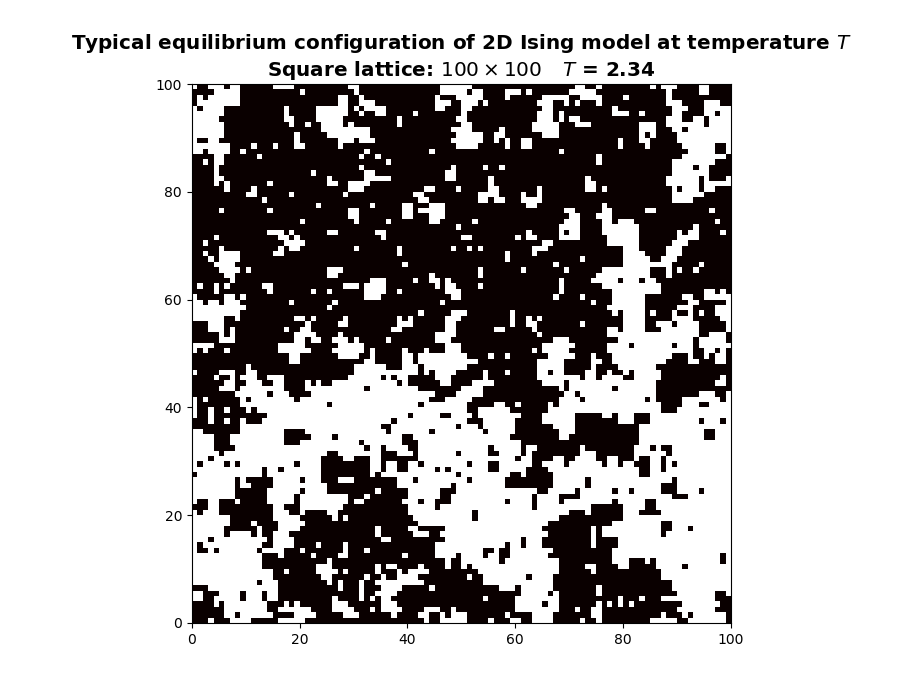 Typical equilibrium configuration of 2D Ising model at temperature T
Square lattice: 100 × 100 T = 2.34
100
80
60
40
20
0
0 20 40 60 80 100